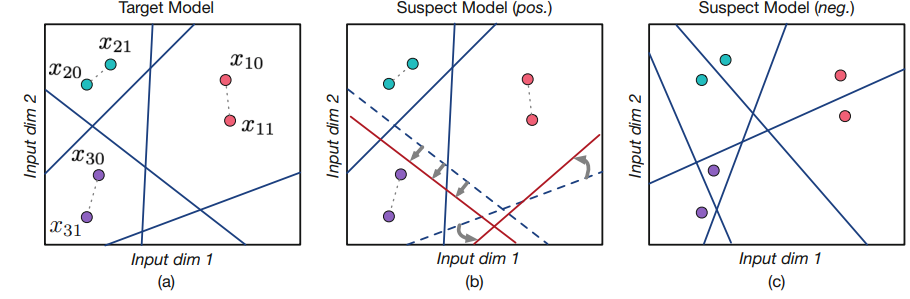 Target Model
Suspect Model (pos.)
Suspect Model (neg.)
x21
x20
x10
x11
x30
x31
Input dim 2
Input dim 2
Input dim 2
Input dim 1
Input dim 1
Input dim 1
(a)
(b)
(c)